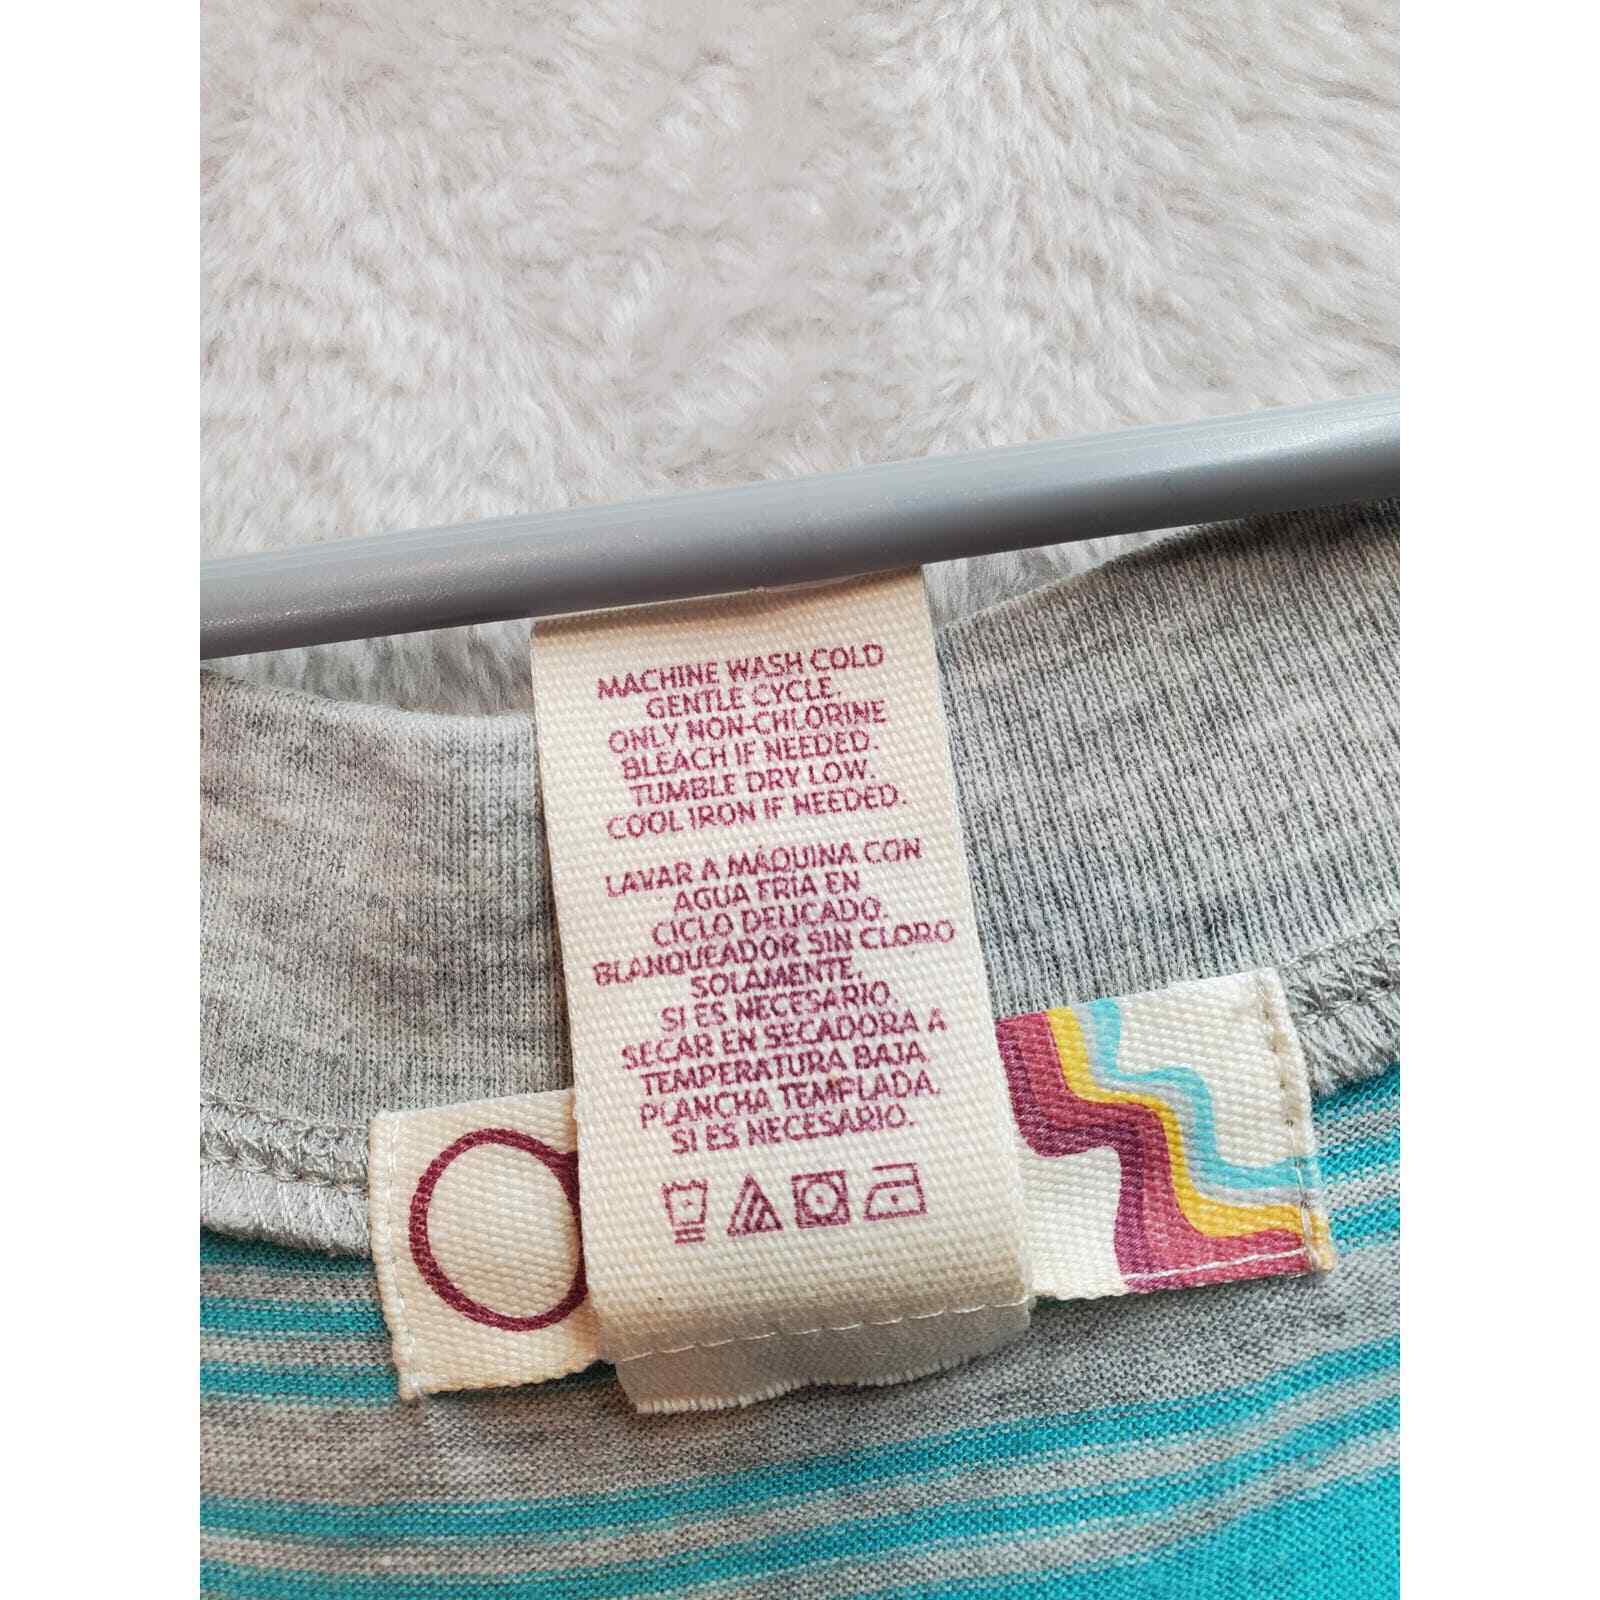 MACHINE WASH COLD
GENTLE CYCLE.
ONLY NON-CHLORINE
BLEACH IF NEEDED.
TUMBLE DRY LOW.
COOL IRON IF NEEDED.
LAVAR A MÁQUINA CON
AGUA FRÍA EN
CICLO DELICADO.
BLANQUEADOR SIN CLORO
SOLAMENTE.
SI ES NECESARIO.
SECAR EN SECADORA A
TEMPERATURA BAJA
PLANCHA TEMPLADA.
SI ES NECESARIO.